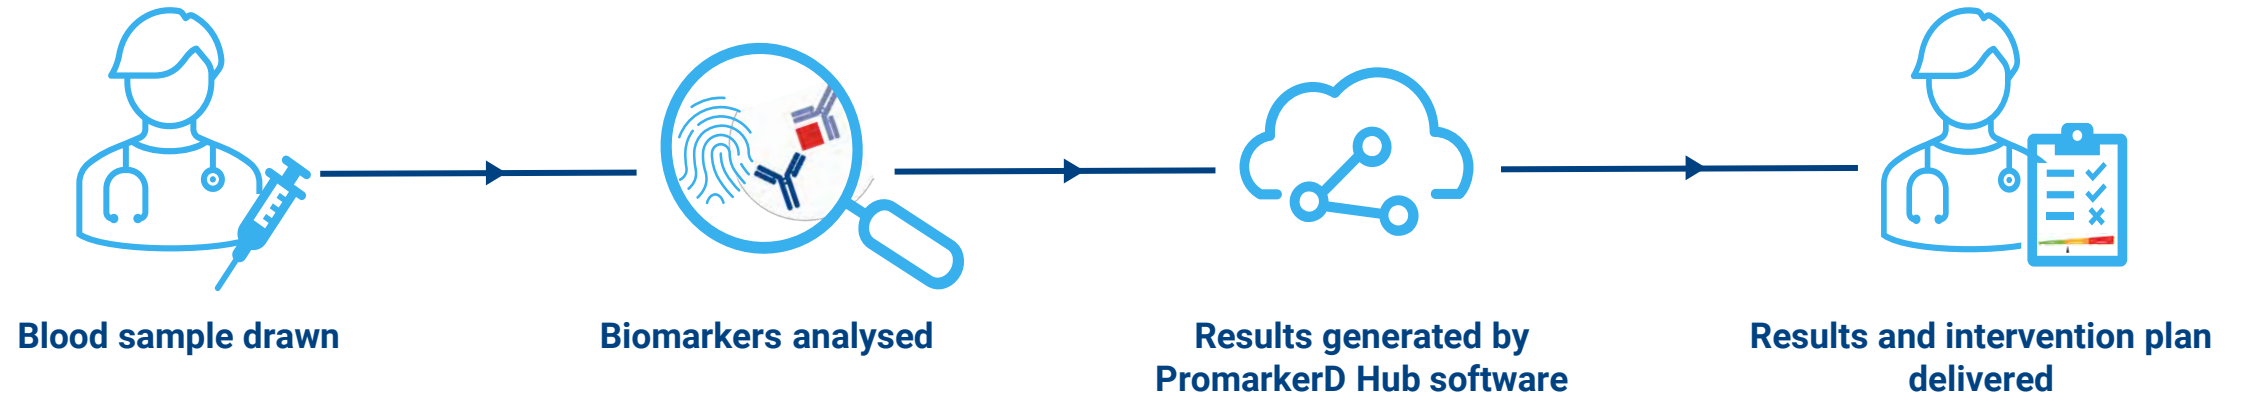 Blood sample drawn
Biomarkers analysed
Results generated by
PromarkerD Hub software
Results and intervention plan
delivered